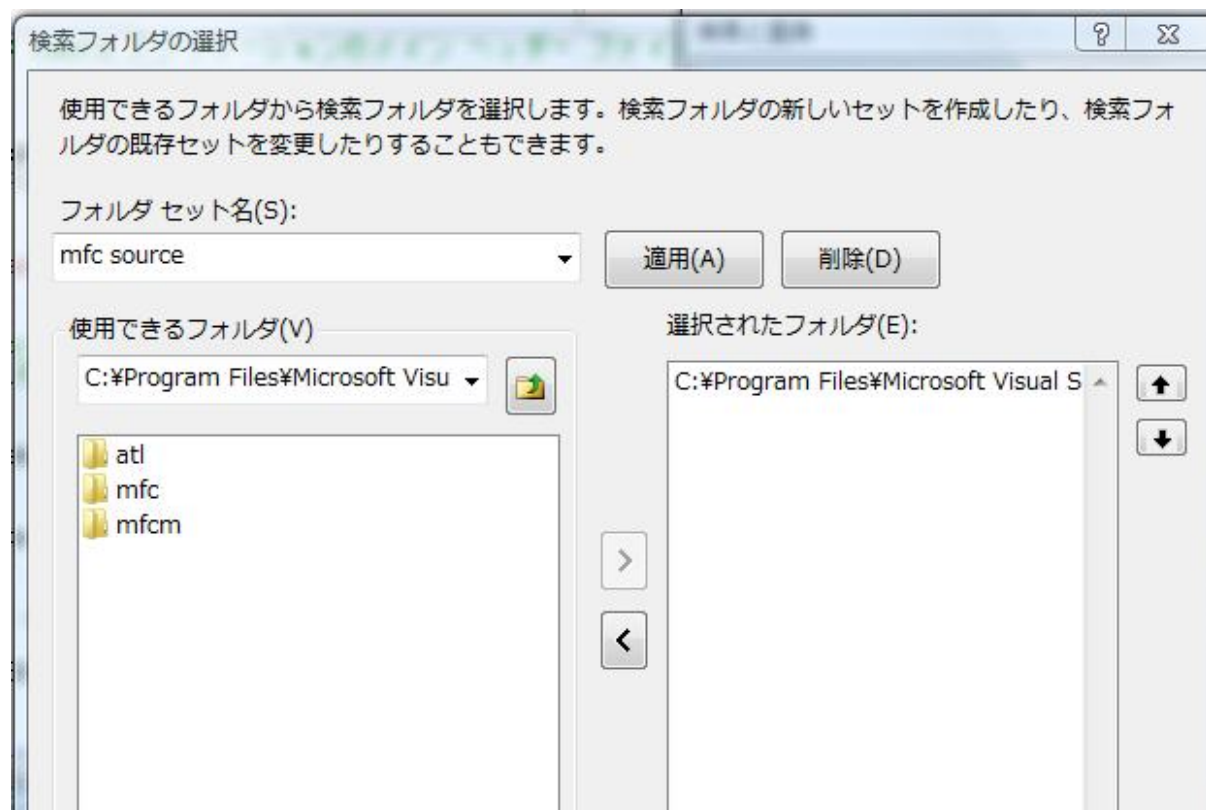 検索フォルダの選択
使用できるフォルダから検索フォルダを選択します。検索フォルダの新しいセットを作成したり、検索フォ
ルダの既存セットを変更したりすることもできます。
フォルダ セット名(S):
mfc source
適用(A)
削除(D)
使用できるフォルダ(V)
C:¥Program Files¥Microsoft Visu
atl
mfc
mfcm
選択されたフォルダ(E):
C:¥Program Files¥Microsoft Visual S